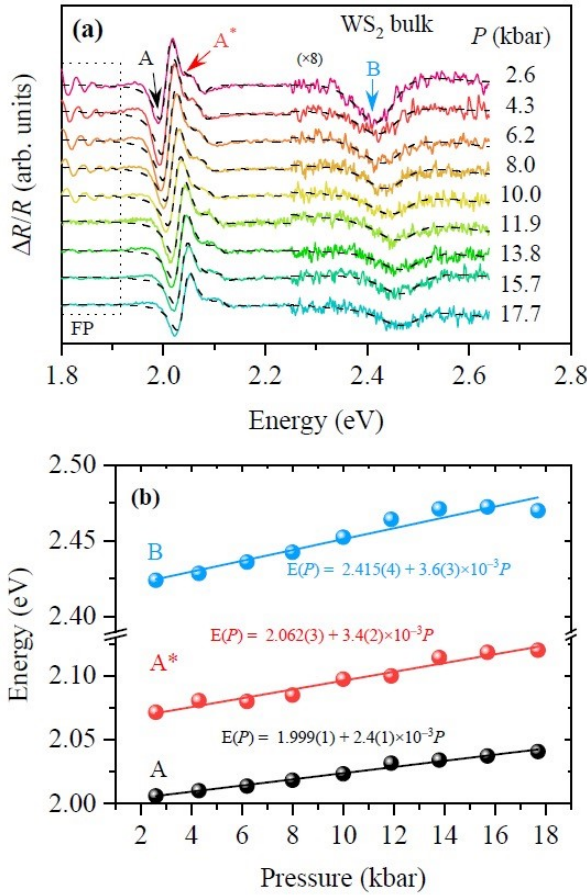 (a)
A
A*
WS₂ bulk
P (kbar)
(×8)
B
2.6
4.3
6.2
8.0
10.0
11.9
13.8
15.7
17.7
ΔR/R (arb. units)
FP
1.8 2.0 2.2 2.4 2.6 2.8
Energy (eV)
(b)
2.50
2.45
2.40
2.10
2.05
2.00
Energy (eV)
B
E(P) = 2.415(4) + 3.6(3)×10⁻³P
E(P) = 2.062(3) + 3.4(2)×10⁻³P
A*
E(P) = 1.999(1) + 2.4(1)×10⁻³P
A
2 4 6 8 10 12 14 16 18
Pressure (kbar)